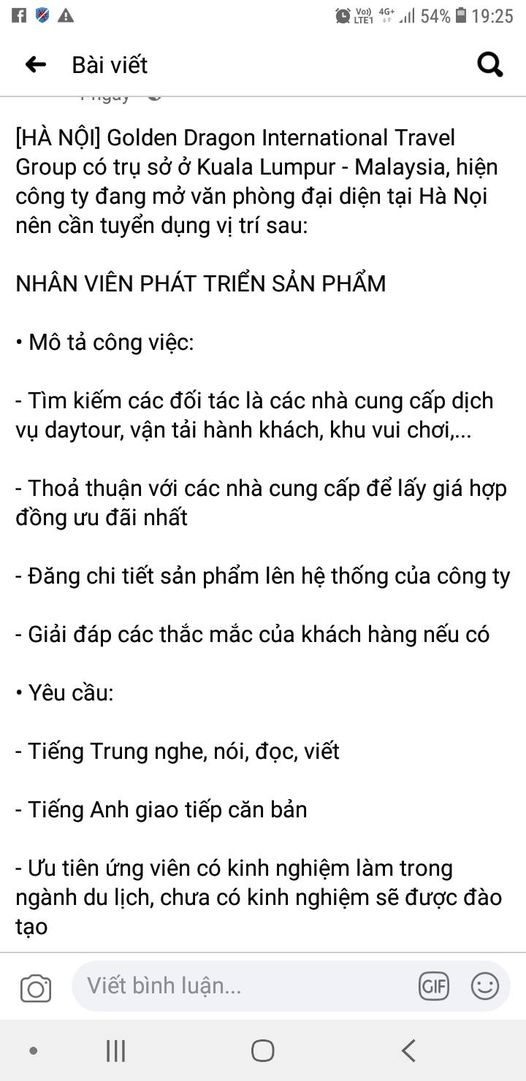 Vo)) 4G+
LTE1 54% 19:25
Bài viết
[HÀ NỘI] Golden Dragon International Travel
Group có trụ sở ở Kuala Lumpur - Malaysia, hiện
công ty đang mở văn phòng đại diện tại Hà Nọi
nên cần tuyển dụng vị trí sau:
NHÂN VIÊN PHÁT TRIỂN SẢN PHẨM
• Mô tả công việc:
- Tìm kiếm các đối tác là các nhà cung cấp dịch
vụ daytour, vận tải hành khách, khu vui chơi,...
- Thoả thuận với các nhà cung cấp để lấy giá hợp
đồng ưu đãi nhất
- Đăng chi tiết sản phẩm lên hệ thống của công ty
- Giải đáp các thắc mắc của khách hàng nếu có
• Yêu cầu:
- Tiếng Trung nghe, nói, đọc, viết
- Tiếng Anh giao tiếp căn bản
- Ưu tiên ứng viên có kinh nghiệm làm trong
ngành du lịch, chưa có kinh nghiệm sẽ được đào
tạo
Viết bình luận...
GIF